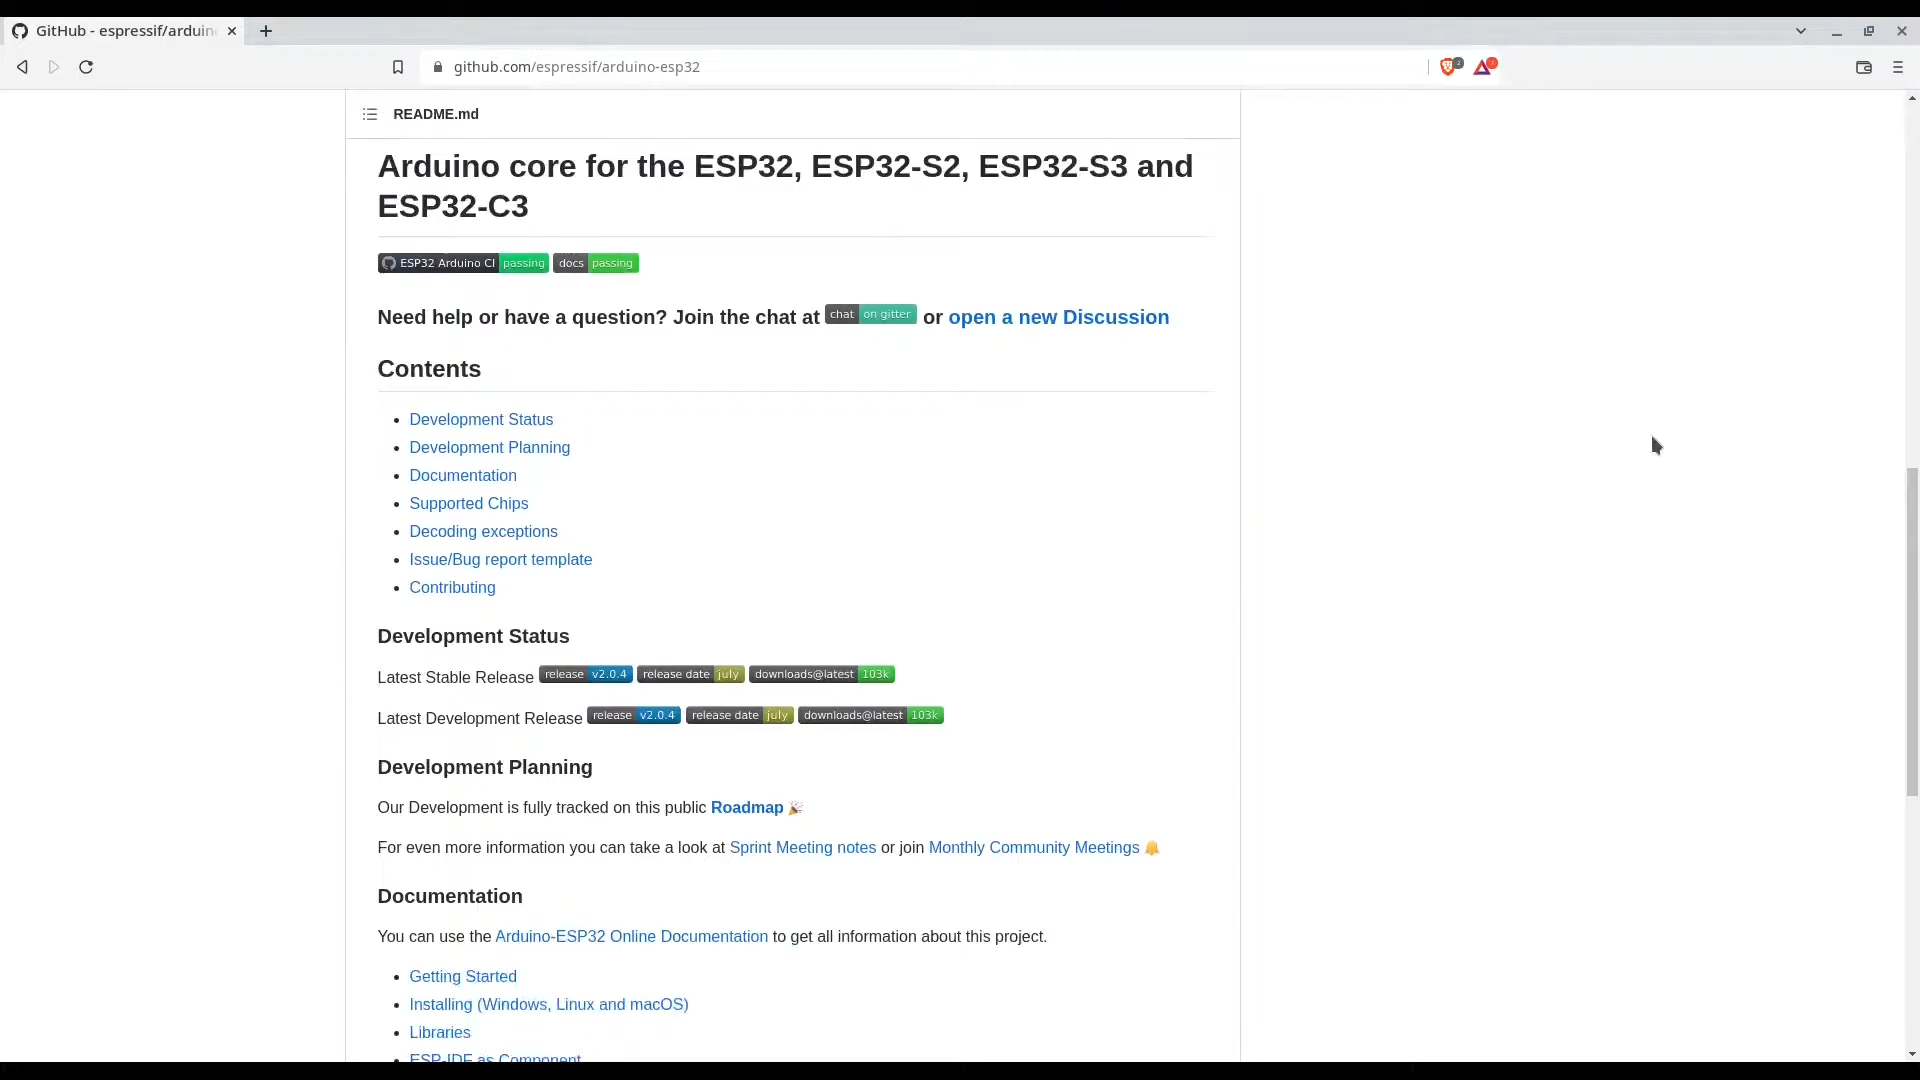 GitHub - espressif/arduin
github.com/espressif/arduino-esp32
README.md
Arduino core for the ESP32, ESP32-S2, ESP32-S3 and
ESP32-C3
ESP32 Arduino CI passing docs passing
Need help or have a question? Join the chat at chat on gitter or open a new Discussion
Contents
Development Status
Development Planning
Documentation
Supported Chips
Decoding exceptions
Issue/Bug report template
Contributing
Development Status
Latest Stable Release release v2.0.4 release date july downloads@latest 103k
Latest Development Release release v2.0.4 release date july downloads@latest 103k
Development Planning
Our Development is fully tracked on this public Roadmap 🎉
For even more information you can take a look at Sprint Meeting notes or join Monthly Community Meetings 🔔
Documentation
You can use the Arduino-ESP32 Online Documentation to get all information about this project.
Getting Started
Installing (Windows, Linux and macOS)
Libraries
ESP-IDF as Component